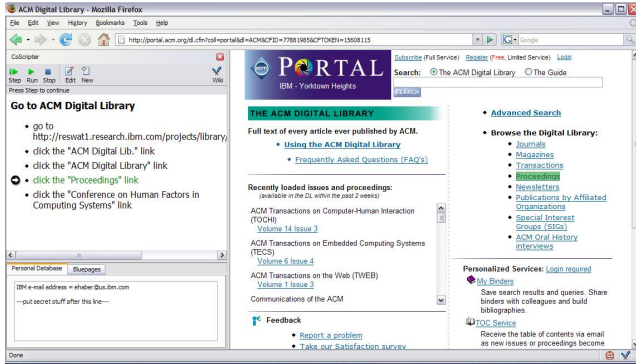 ACM Digital Library - Mozilla Firefox
File Edit View History Bookmarks Tools Help
http://portal.acm.org/dl.cfm?coll=portal&dl=ACM&CFID=77881985&CFTOKEN=15608115
Google
CoScripter
Step Run Stop Edit New Wiki
Press Step to continue
Go to ACM Digital Library
go to
http://reswat1.research.ibm.com/projects/library/
click the "ACM Digital Lib." link
click the "ACM Digital Library" link
click the "Proceedings" link
click the "Conference on Human Factors in
Computing Systems" link
Personal Database Bluepages
IBM e-mail address = ehaber@us.ibm.com
---put secret stuff after this line---
acm
PORTAL
IBM - Yorktown Heights
Subscribe (Full Service) Register (Free, Limited Service) Login
Search: The ACM Digital Library The Guide
SEARCH
THE ACM DIGITAL LIBRARY
Full text of every article ever published by ACM.
Using the ACM Digital Library
Frequently Asked Questions (FAQ's)
Recently loaded issues and proceedings:
(available in the DL within the past 2 weeks)
ACM Transactions on Computer-Human Interaction
(TOCHI)
Volume 14 Issue 3
ACM Transactions on Embedded Computing Systems
(TECS)
Volume 6 Issue 4
ACM Transactions on the Web (TWEB)
Volume 1 Issue 3
Communications of the ACM
Feedback
Report a problem
Take our Satisfaction survey
Advanced Search
Browse the Digital Library:
Journals
Magazines
Transactions
Proceedings
Newsletters
Publications by Affiliated
Organizations
Special Interest
Groups (SIGs)
ACM Oral History
interviews
Personalized Services: Login required
My Binders
Save search results and queries. Share
binders with colleagues and build
bibliographies.
TOC Service
Receive the table of contents via email
as new issues or proceedings become
Done